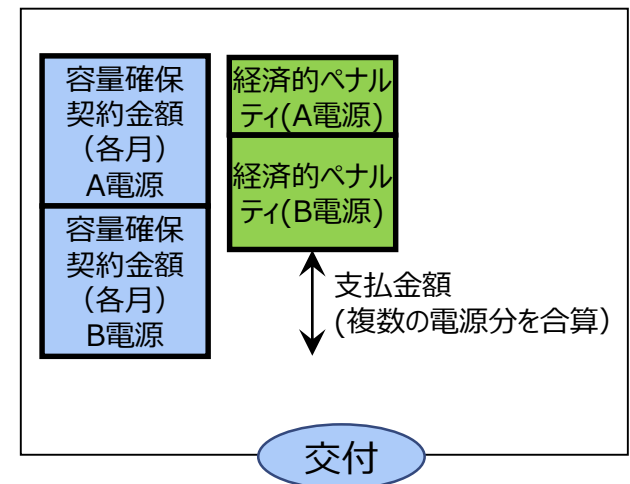 容量確保
契約金額
（各月）
A電源
容量確保
契約金額
（各月）
B電源
経済的ペナル
ティ(A電源)
経済的ペナル
ティ(B電源)
支払金額
(複数の電源分を合算）
交付